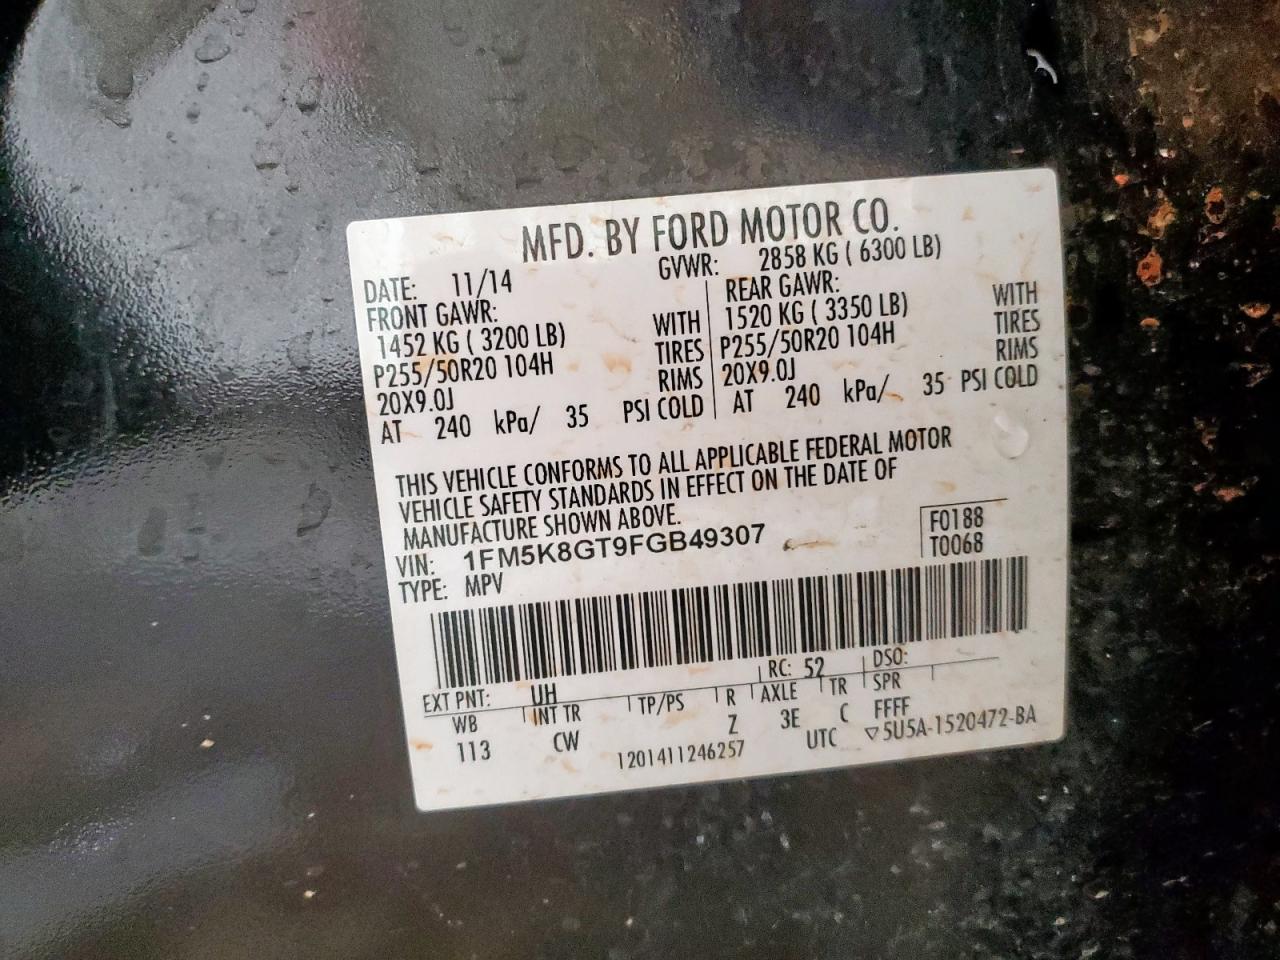 MFD. BY FORD MOTOR CO.
DATE: 11/14 GVWR: 2858 KG ( 6300 LB)
FRONT GAWR: REAR GAWR:
1452 KG ( 3200 LB) WITH 1520 KG ( 3350 LB) WITH
P255/50R20 104H TIRES P255/50R20 104H TIRES
20X9.0J RIMS 20X9.0J RIMS
AT 240 kPa/ 35 PSI COLD AT 240 kPa/ 35 PSI COLD
THIS VEHICLE CONFORMS TO ALL APPLICABLE FEDERAL MOTOR
VEHICLE SAFETY STANDARDS IN EFFECT ON THE DATE OF
MANUFACTURE SHOWN ABOVE.
VIN: 1FM5K8GT9FGB49307 F0188
TYPE: MPV T0068
EXT PNT: UH RC: 52 DSO:
WB INT TR TP/PS R AXLE TR SPR
113 CW Z 3E C FFFF
1201411246257 UTC ▽5U5A-1520472-BA